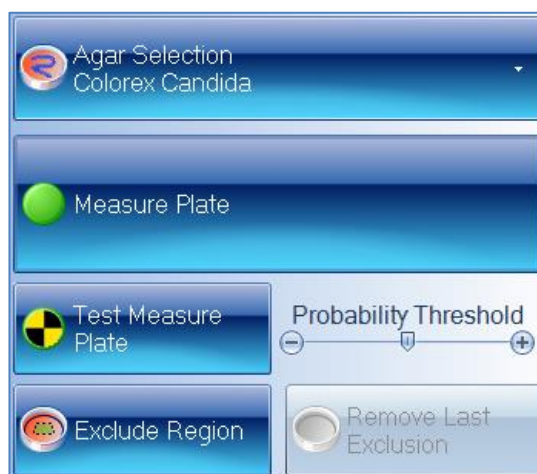 Agar Selection
Colorex Candida
Measure Plate
Test Measure
Plate
Probability Threshold
Exclude Region
Remove Last
Exclusion